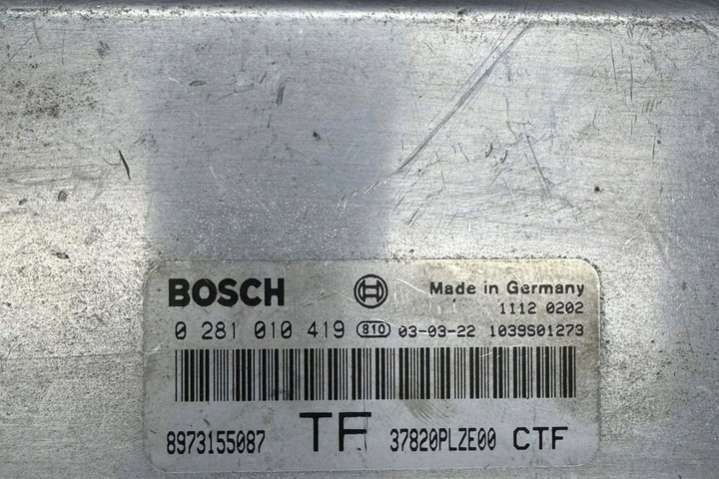 BOSCH Made in Germany
1112 0202
0 281 010 419 810 03-03-22 1039S01273
8973155087 TF 37820PLZE00 CTF